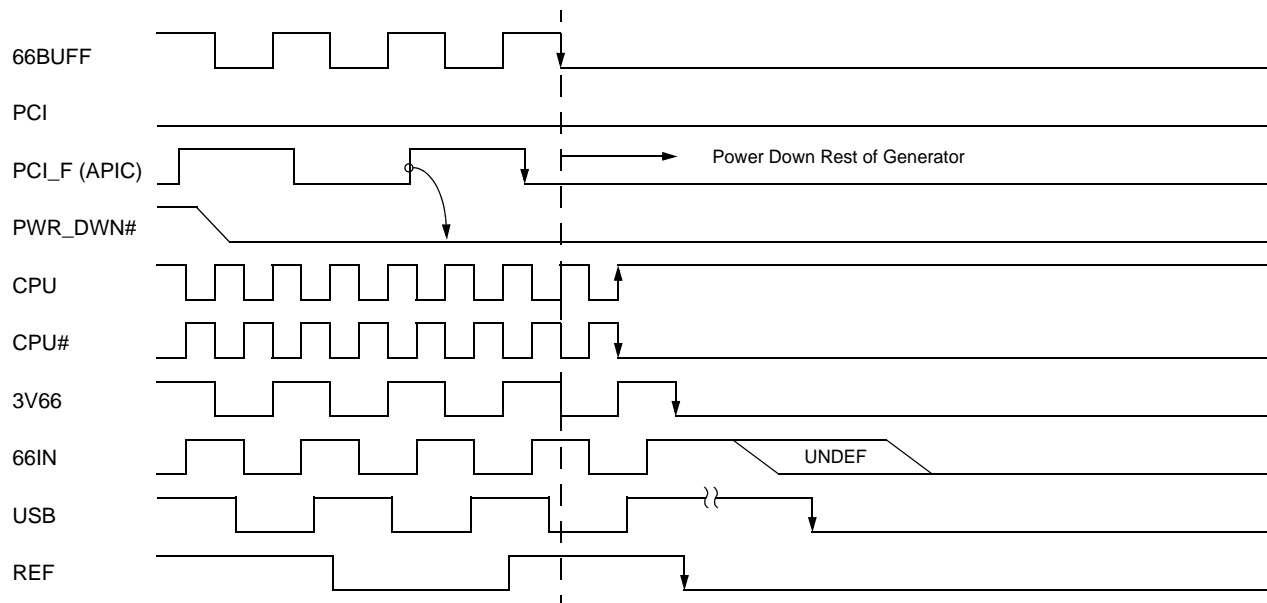 66BUFF
PCI
PCI_F (APIC)
Power Down Rest of Generator
PWR_DWN#
CPU
CPU#
3V66
66IN
UNDEF
USB
REF